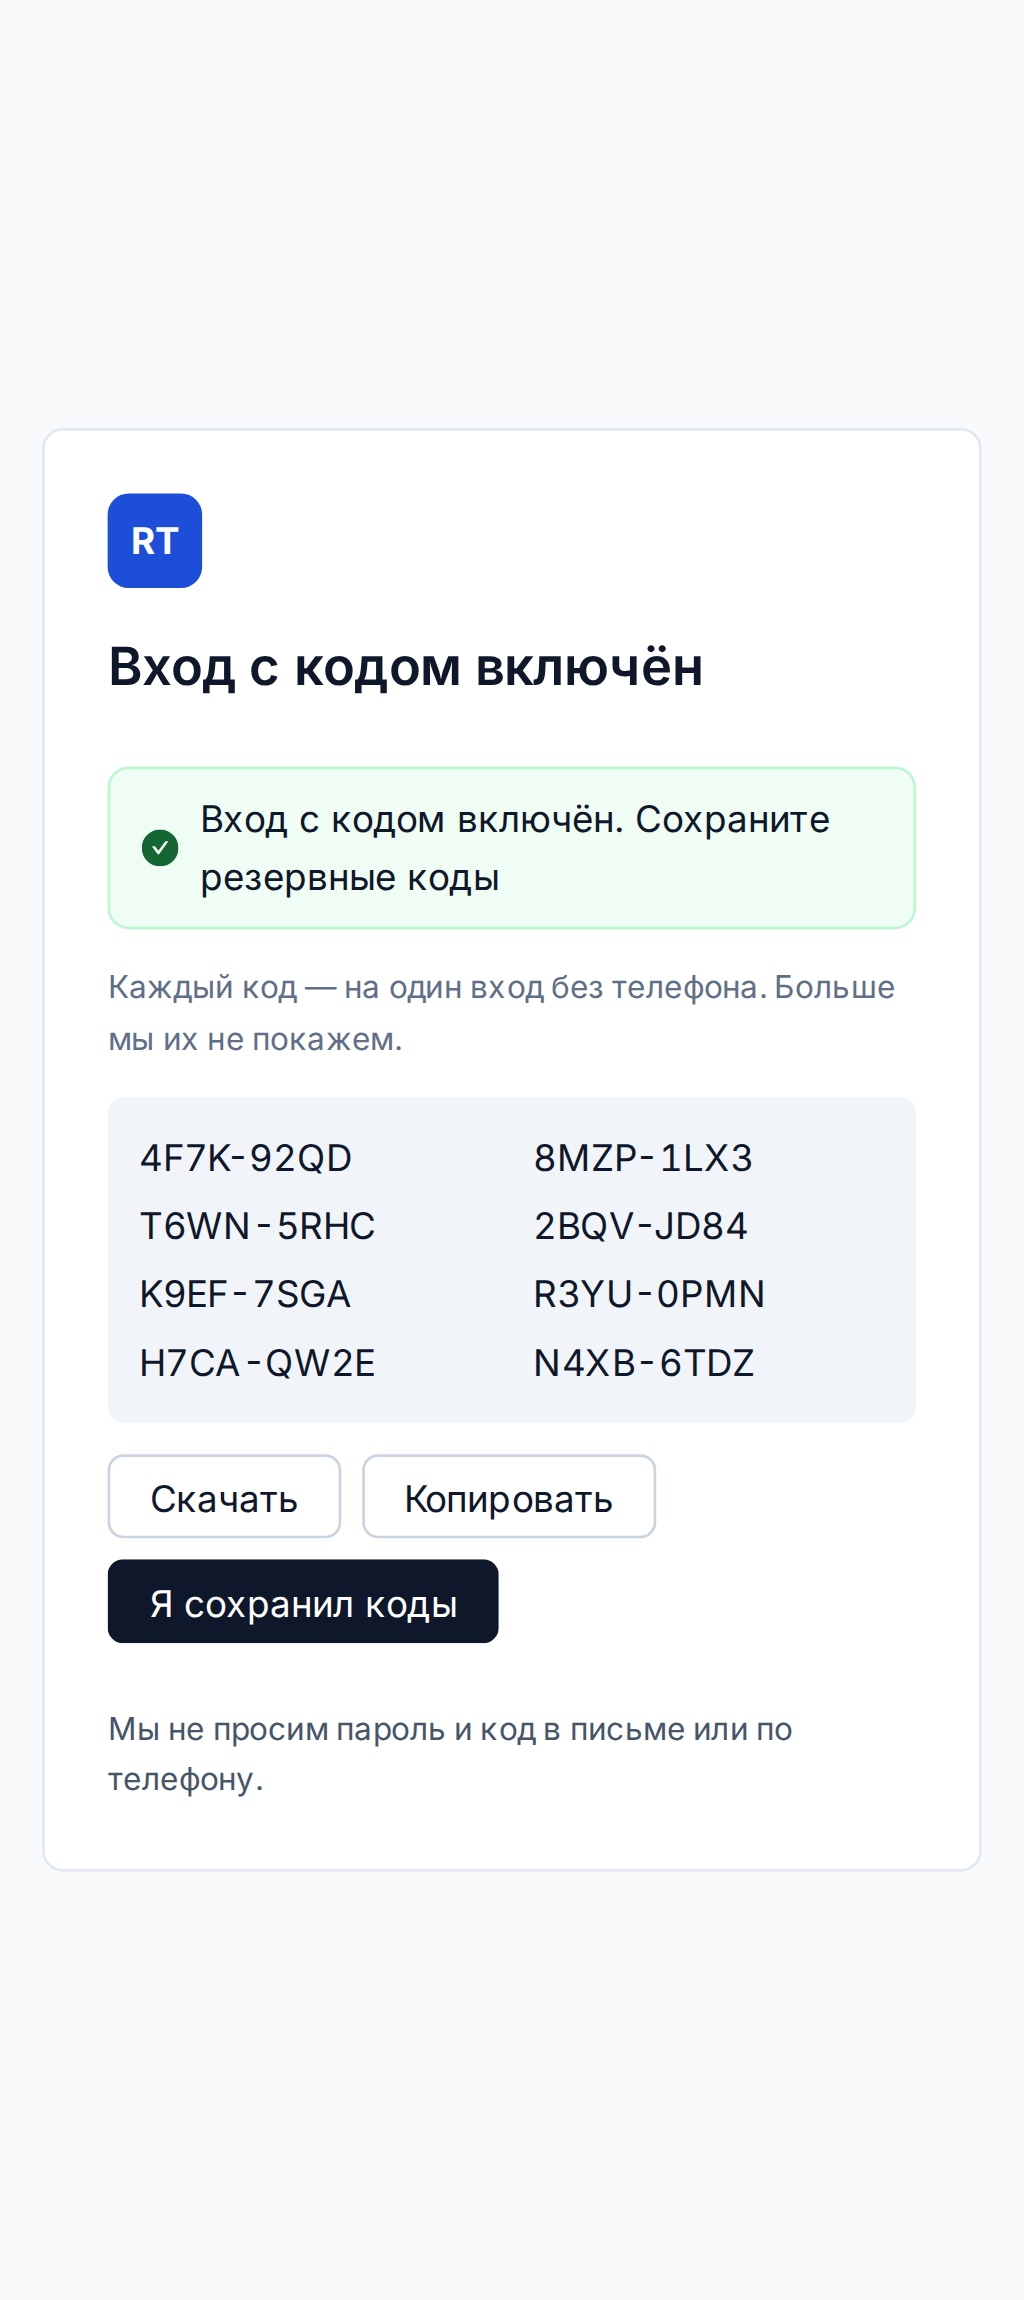 RT
Вход с кодом включён
Вход с кодом включён. Сохраните
резервные коды
Каждый код — на один вход без телефона. Больше
мы их не покажем.
4F7K-92QD 8MZP-1LX3
T6WN-5RHC 2BQV-JD84
K9EF-7SGA R3YU-0PMN
H7CA-QW2E N4XB-6TDZ
Скачать Копировать
Я сохранил коды
Мы не просим пароль и код в письме или по
телефону.